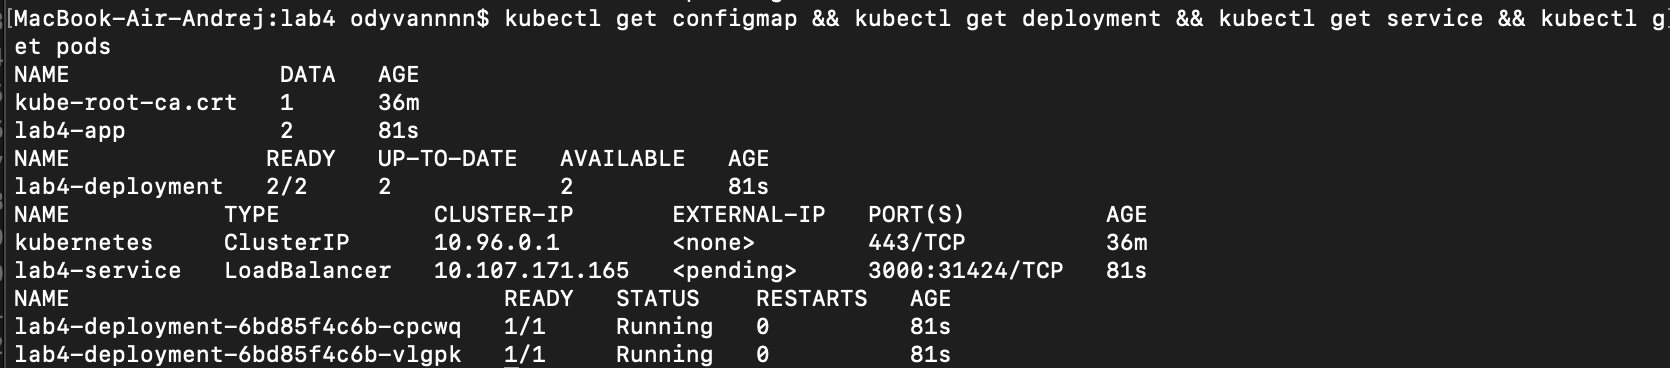 [MacBook-Air-Andrej:lab4 odyvannnn$ kubectl get configmap && kubectl get deployment && kubectl get service && kubectl g]
et pods
NAME               DATA   AGE
kube-root-ca.crt   1      36m
lab4-app           2      81s
NAME              READY   UP-TO-DATE   AVAILABLE   AGE
lab4-deployment   2/2     2            2           81s
NAME           TYPE           CLUSTER-IP       EXTERNAL-IP   PORT(S)          AGE
kubernetes     ClusterIP      10.96.0.1        <none>        443/TCP          36m
lab4-service   LoadBalancer   10.107.171.165   <pending>     3000:31424/TCP   81s
NAME                               READY   STATUS    RESTARTS   AGE
lab4-deployment-6bd85f4c6b-cpcwq   1/1     Running   0          81s
lab4-deployment-6bd85f4c6b-vlgpk   1/1     Running   0          81s